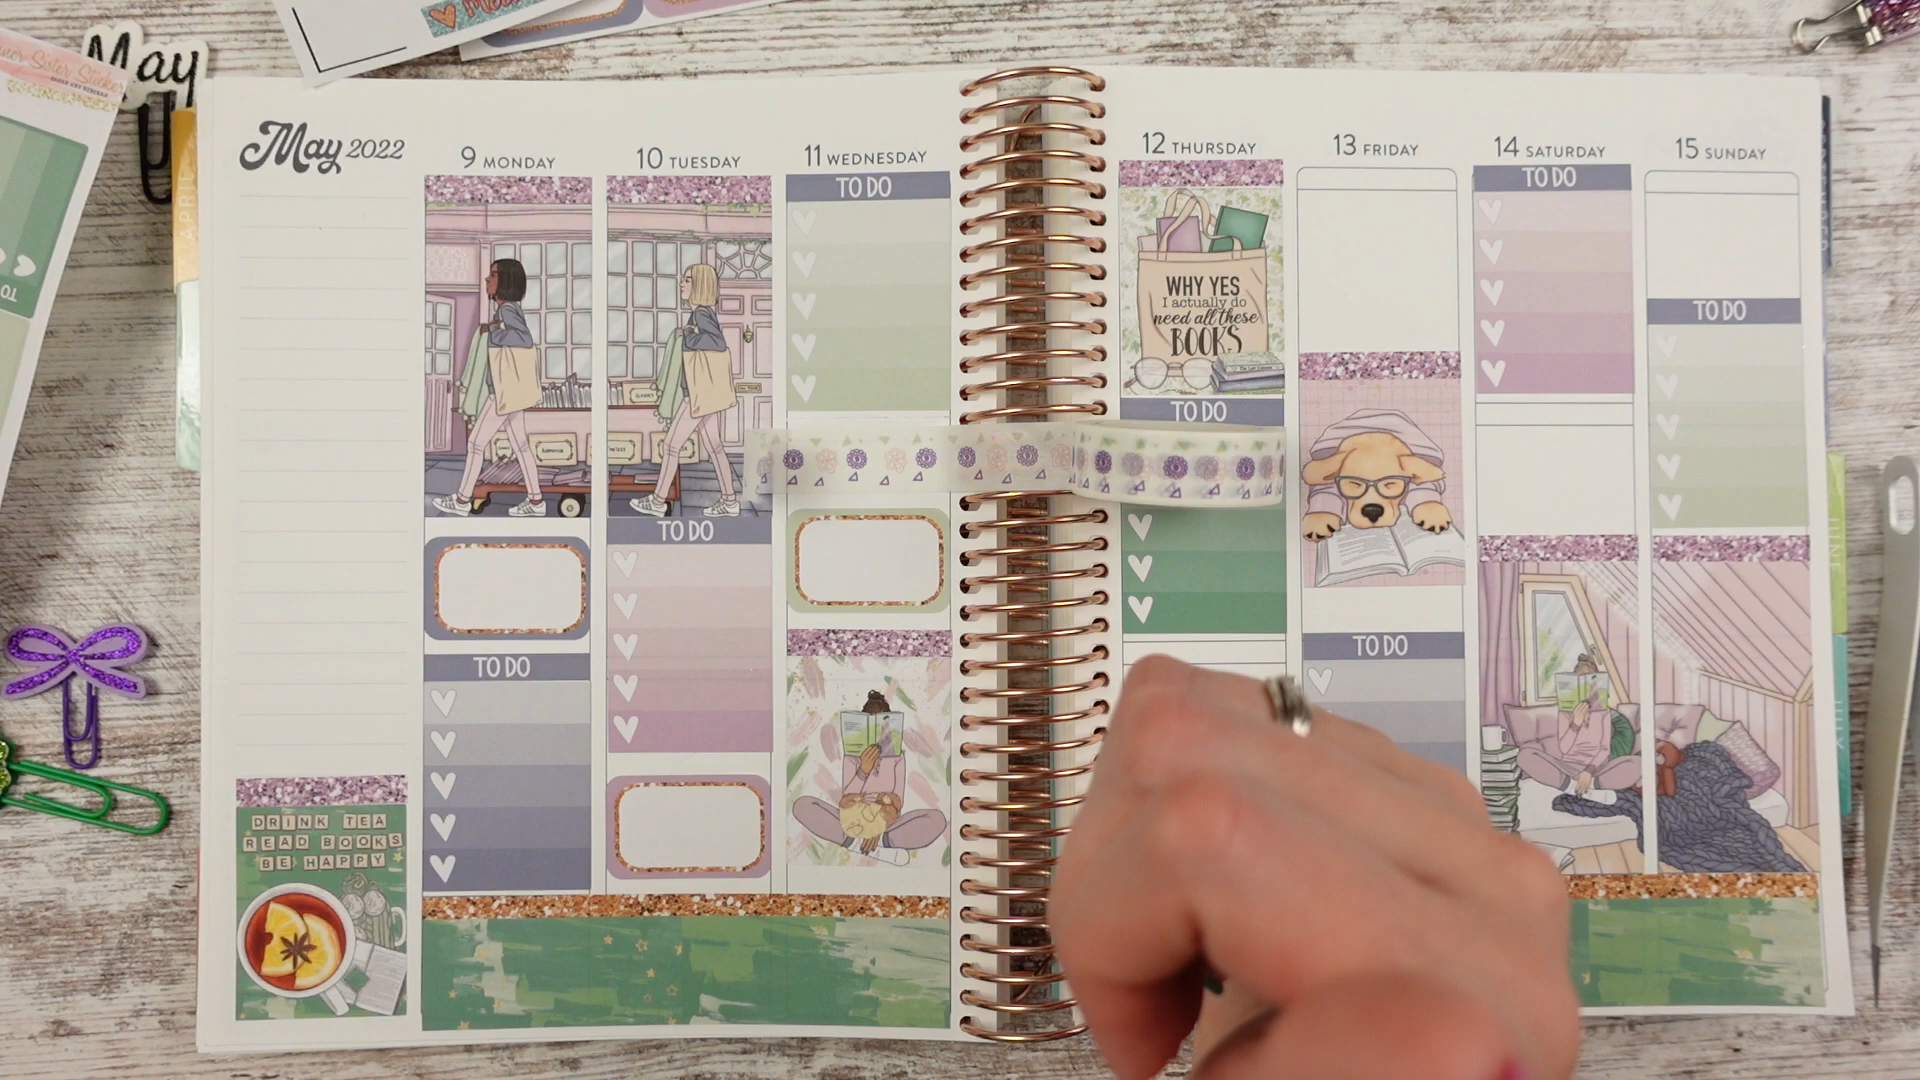 May
May 2022
9 MONDAY
10 TUESDAY
11 WEDNESDAY
12 THURSDAY
13 FRIDAY
14 SATURDAY
15 SUNDAY
TO DO
TO DO
TO DO
WHY YES
I actually do
need all these
BOOKS
TO DO
TO DO
TO DO
TO DO
TO DO
DRINK TEA
READ BOOKS
BE HAPPY
APRIL
JUNE